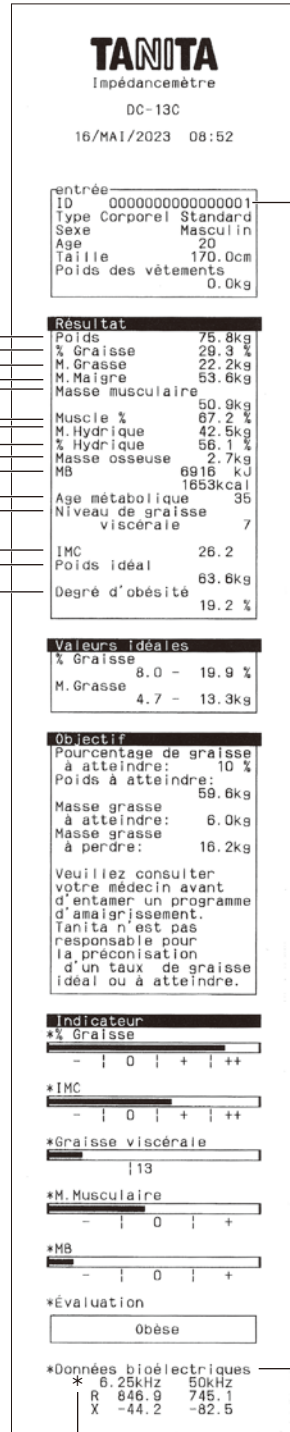 TANITA
Impédancemètre
DC-13C
16/MAI/2023 08:52
entrée
ID 0000000000000001
Type Corporel Standard
Sexe Masculin
Age 20
Taille 170.0cm
Poids des vêtements
0.0kg
Résultat
Poids 75.8kg
% Graisse 29.3 %
M.Grasse 22.2kg
M.Maigre 53.6kg
Masse musculaire
50.9kg
Muscle % 67.2 %
M.Hydrique 42.5kg
% Hydrique 56.1 %
Masse osseuse 2.7kg
MB 6916 kJ
1653kcal
Age métabolique 35
Niveau de graisse
viscérale 7
IMC 26.2
Poids idéal
63.6kg
Degré d'obésité
19.2 %
Valeurs idéales
% Graisse
8.0 - 19.9 %
M.Grasse
4.7 - 13.3kg
Objectif
Pourcentage de graisse
à atteindre: 10 %
Poids à atteindre:
59.6kg
Masse grasse
à atteindre: 6.0kg
Masse grasse
à perdre: 16.2kg
Veuillez consulter
votre médecin avant
d'entamer un programme
d'amaigrissement.
Tanita n'est pas
responsable pour
la préconisation
d'un taux de graisse
idéal ou à atteindre.
Indicateur
*% Graisse
- 0 + ++
*IMC
- 0 + ++
*Graisse viscérale
13
*M.Musculaire
- 0 +
*MB
- 0 +
*Évaluation
Obèse
*Données bioélectriques
* 6.25kHz 50kHz
R 846.9 745.1
X -44.2 -82.5